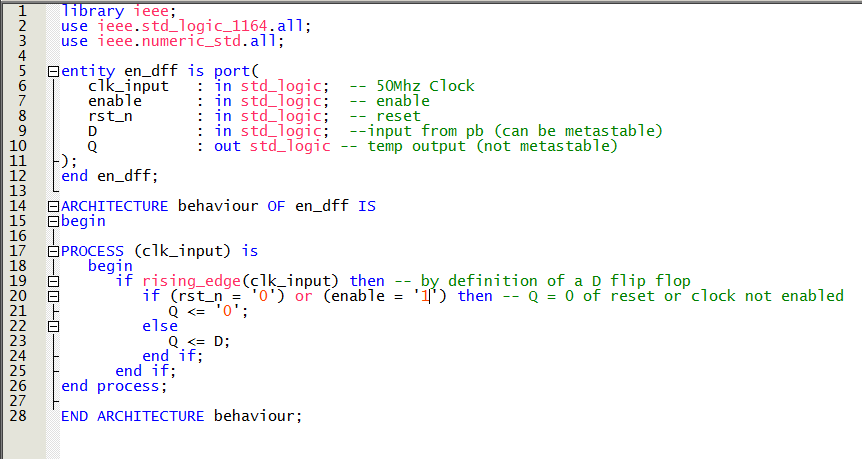 1 library ieee;
2 use ieee.std_logic_1164.all;
3 use ieee.numeric_std.all;
4
5 entity en_dff is port(
6 clk_input : in std_logic; -- 50Mhz Clock
7 enable : in std_logic; -- enable
8 rst_n : in std_logic; -- reset
9 D : in std_logic; --input from pb (can be metastable)
10 Q : out std_logic -- temp output (not metastable)
11 );
12 end en_dff;
13
14 ARCHITECTURE behaviour OF en_dff IS
15 begin
16
17 PROCESS (clk_input) is
18 begin
19 if rising_edge(clk_input) then -- by definition of a D flip flop
20 if (rst_n = '0') or (enable = '1') then -- Q = 0 of reset or clock not enabled
21 Q <= '0';
22 else
23 Q <= D;
24 end if;
25 end if;
26 end process;
27
28 END ARCHITECTURE behaviour;